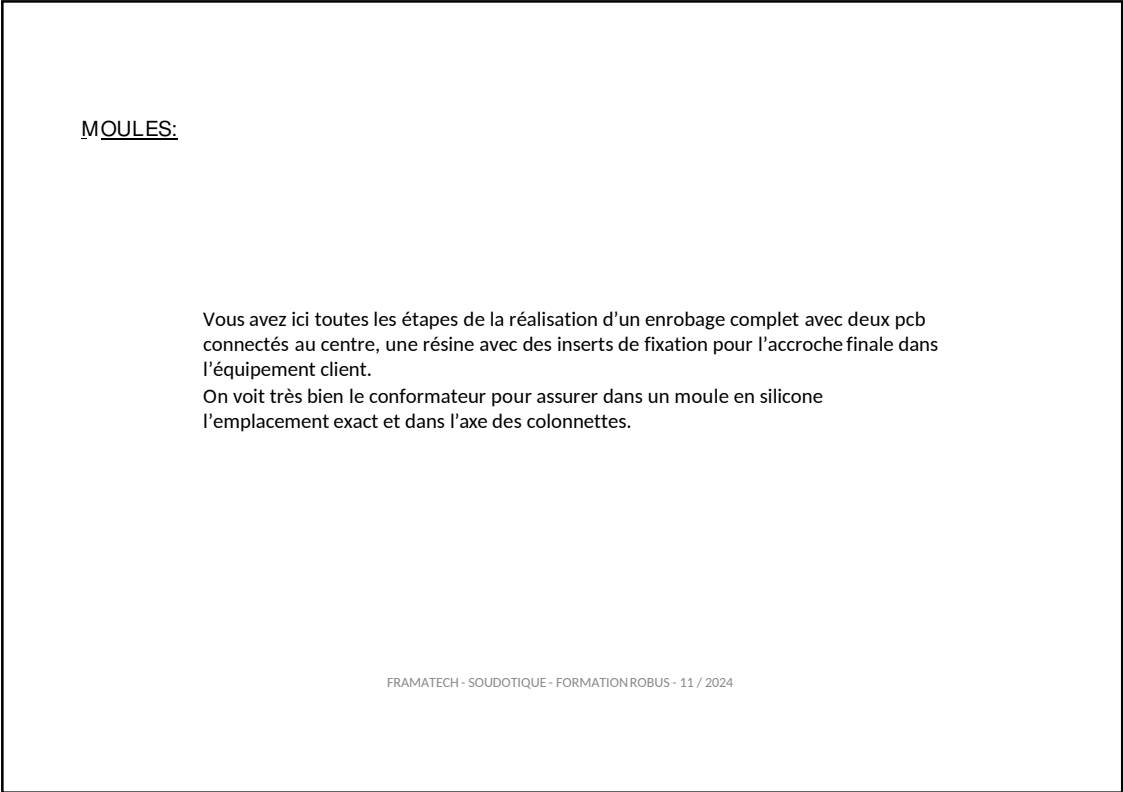 MOULES:
Vous avez ici toutes les étapes de la réalisation d’un enrobage complet avec deux pcb
connectés au centre, une résine avec des inserts de fixation pour l’accroche finale dans
l’équipement client.
On voit très bien le conformateur pour assurer dans un moule en silicone
l’emplacement exact et dans l’axe des colonnettes.
FRAMATECH - SOUDOTIQUE - FORMATION ROBUS - 11 / 2024